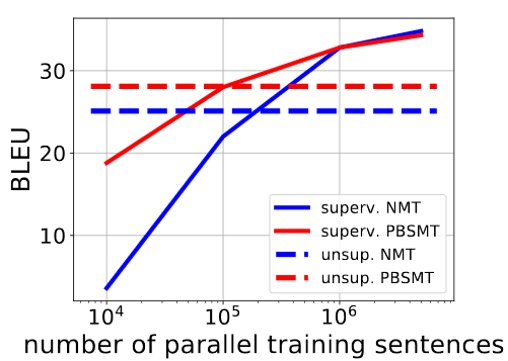 BLEU
30
20
10
superv. NMT
superv. PBSMT
unsup. NMT
unsup. PBSMT
10⁴ 10⁵ 10⁶
number of parallel training sentences